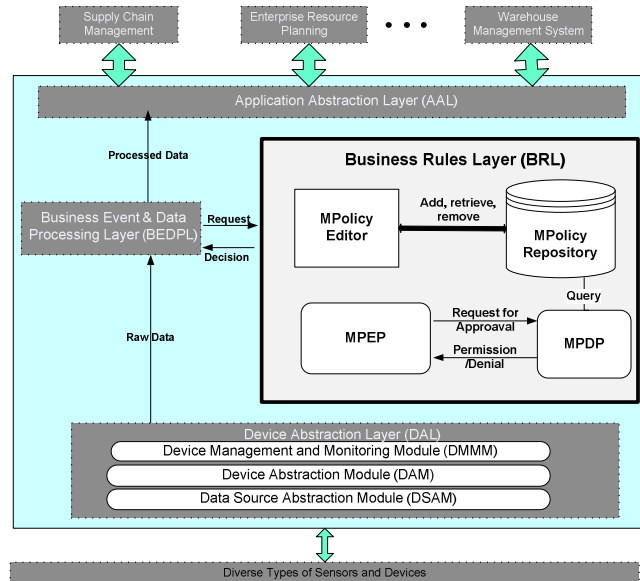 Supply Chain
Management
Enterprise Resource
Planning
Warehouse
Management System
Application Abstraction Layer (AAL)
Processed Data
Business Rules Layer (BRL)
Business Event & Data
Processing Layer (BEDPL)
Request
Decision
MPolicy
Editor
Add, retrieve,
remove
MPolicy
Repository
Query
Raw Data
MPEP
Request for
Approaval
Permission
/Denial
MPDP
Device Abstraction Layer (DAL)
Device Management and Monitoring Module (DMMM)
Device Abstraction Module (DAM)
Data Source Abstraction Module (DSAM)
Diverse Types of Sensors and Devices